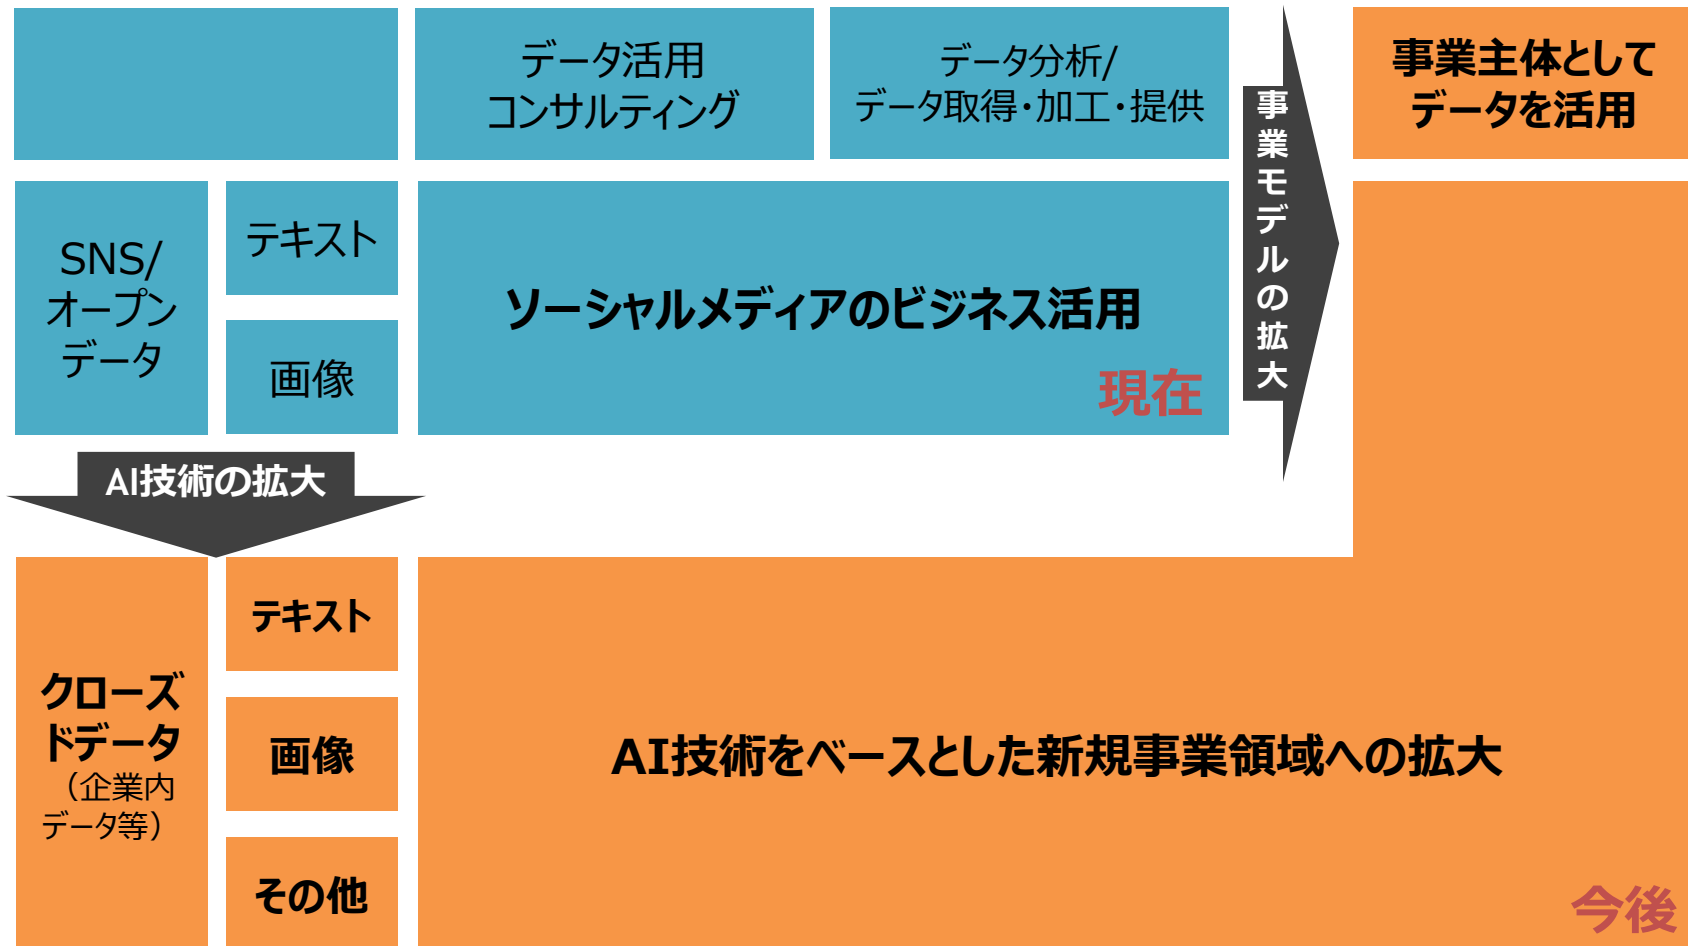 データ活用
コンサルティング
データ分析/
データ取得・加工・提供
事業モデルの拡大
事業主体として
データを活用
SNS/
オープン
データ
テキスト
画像
ソーシャルメディアのビジネス活用
現在
AI技術の拡大
クローズ
ドデータ
（企業内
データ等）
テキスト
画像
その他
AI技術をベースとした新規事業領域への拡大
今後